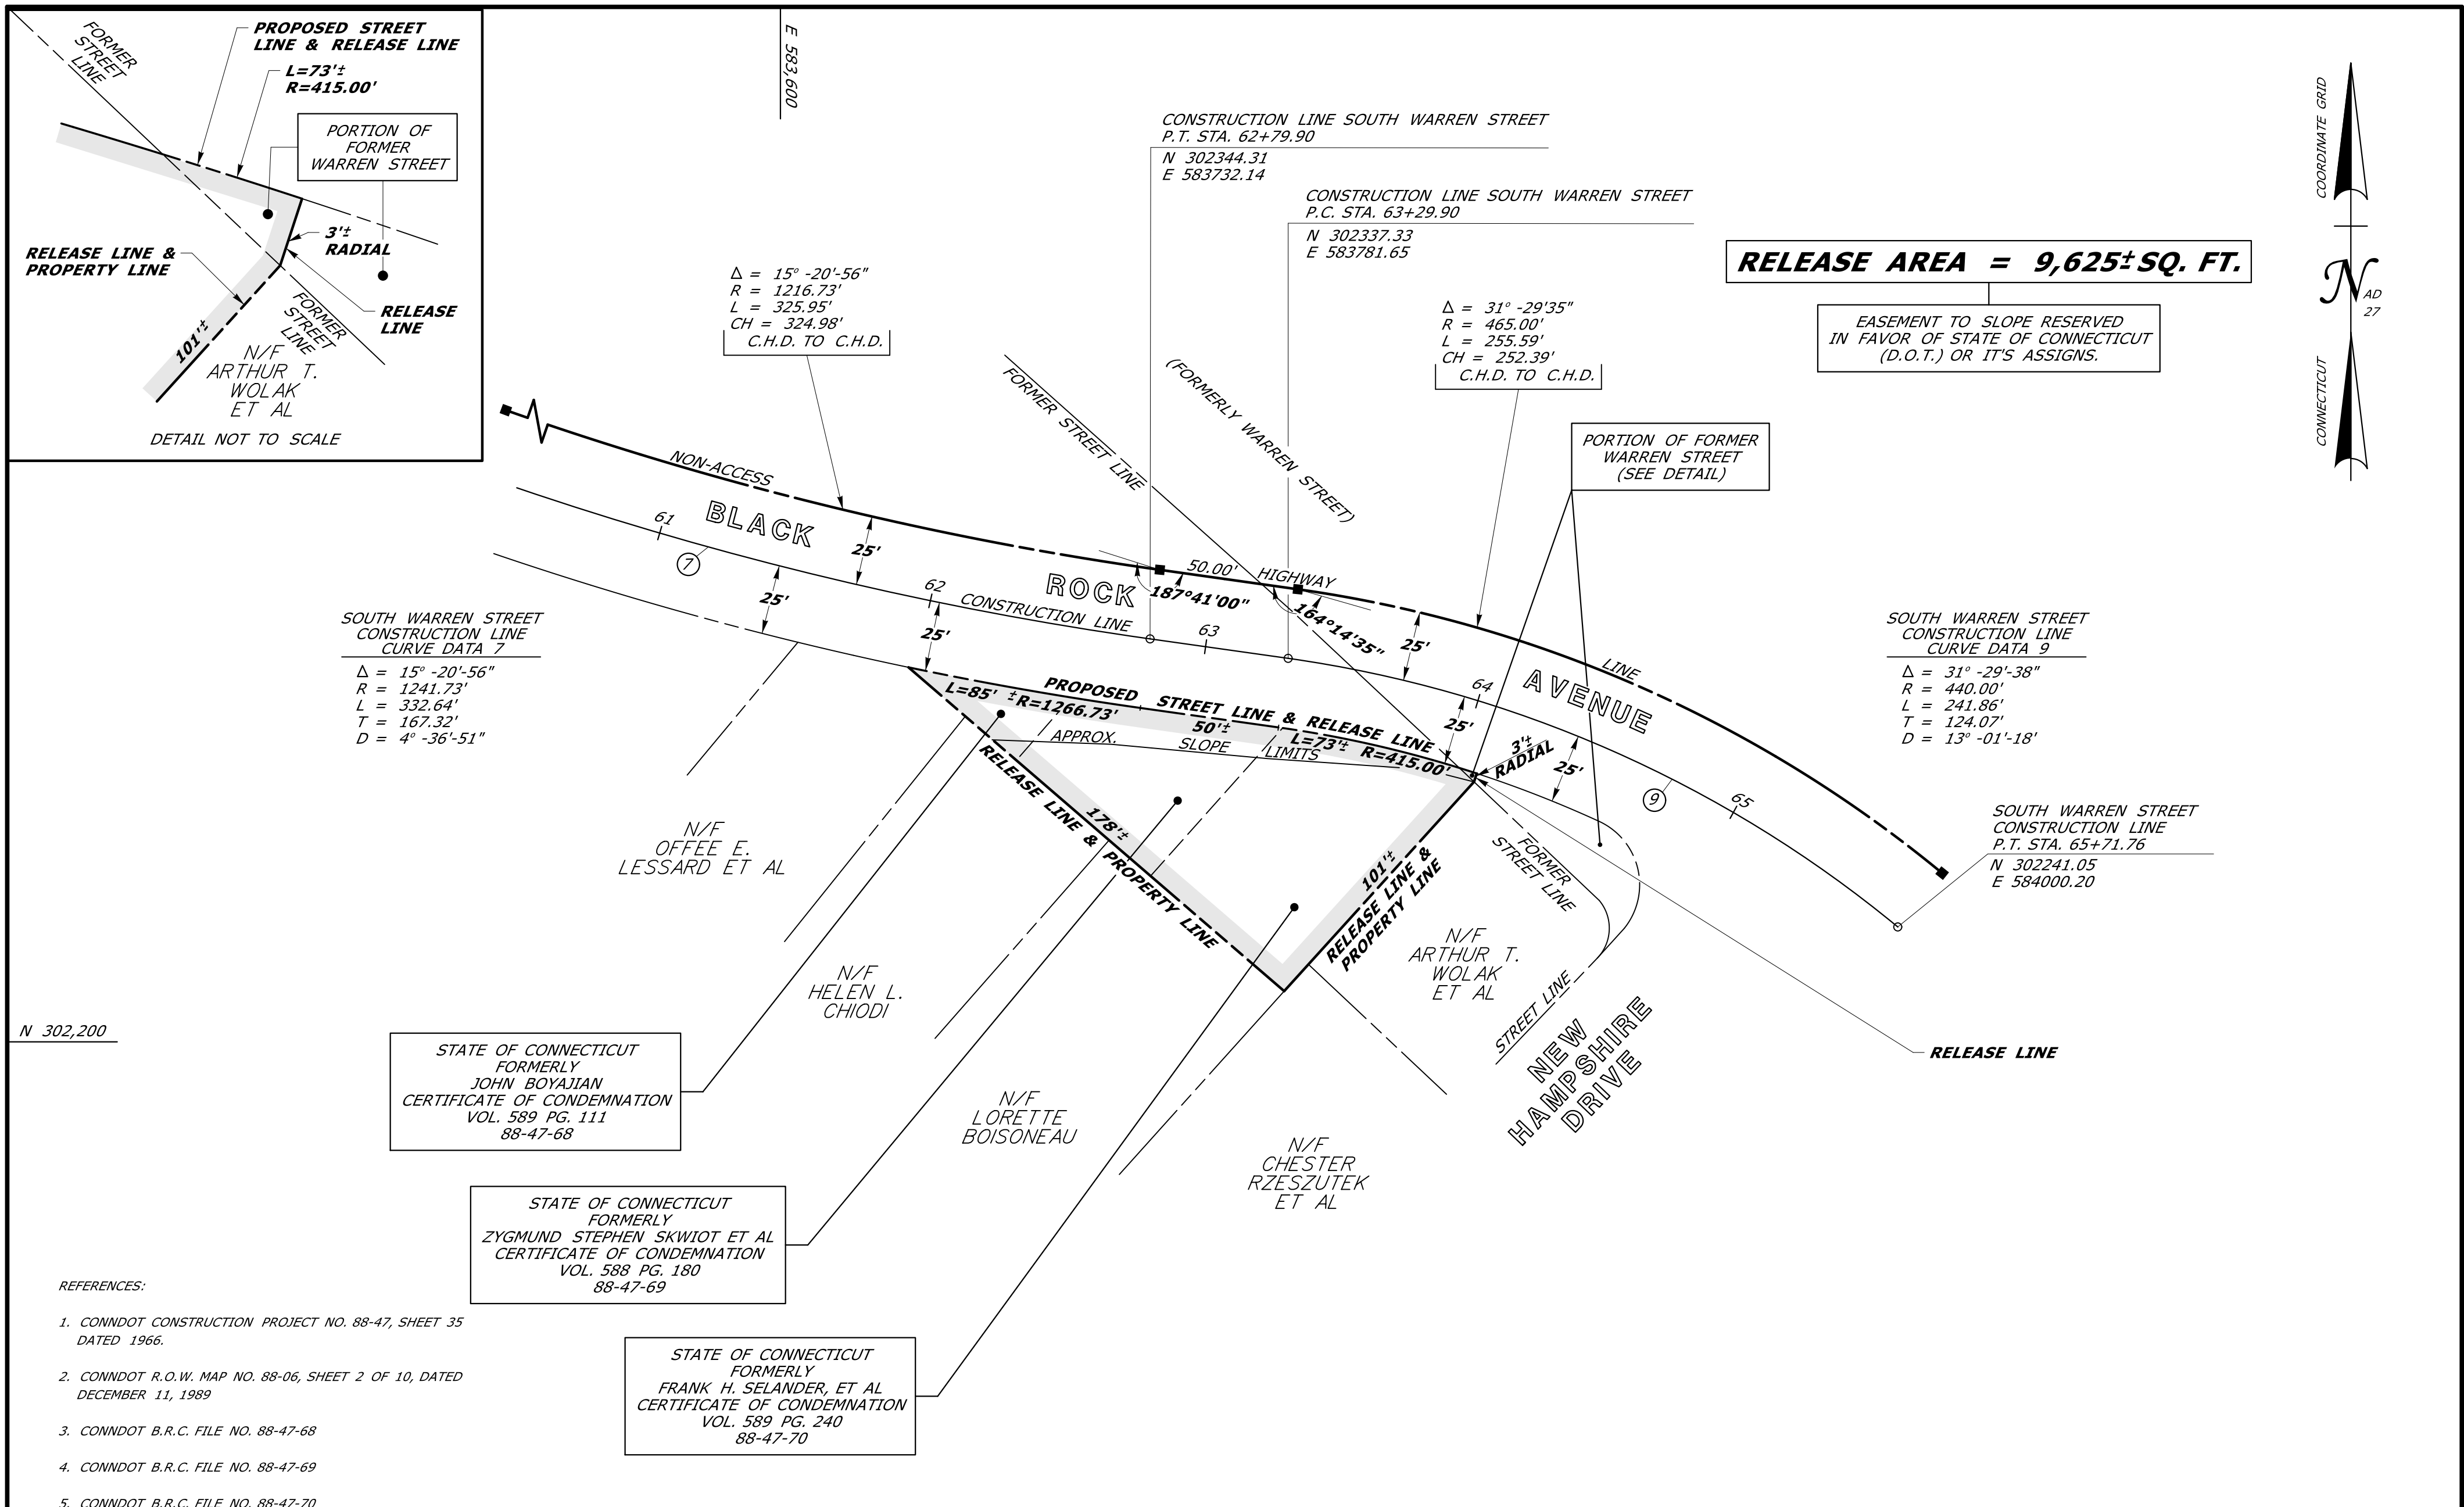 FORMER
STREET
LINE
PROPOSED STREET
LINE & RELEASE LINE
L=73'±
R=415.00'
PORTION OF
FORMER
WARREN STREET
3'±
RADIAL
RELEASE LINE &
PROPERTY LINE
RELEASE
LINE
FORMER
STREET
LINE
101'±
N/F
ARTHUR T.
WOLAK
ET AL
DETAIL NOT TO SCALE
E 583,600
CONSTRUCTION LINE SOUTH WARREN STREET
P.T. STA. 62+79.90
N 302344.31
E 583732.14
CONSTRUCTION LINE SOUTH WARREN STREET
P.C. STA. 63+29.90
N 302337.33
E 583781.65
RELEASE AREA = 9,625± SQ. FT.
EASEMENT TO SLOPE RESERVED
IN FAVOR OF STATE OF CONNECTICUT
(D.O.T.) OR IT'S ASSIGNS.
COORDINATE GRID
N
AD
27
CONNECTICUT
Δ = 15° -20'-56"
R = 1216.73'
L = 325.95'
CH = 324.98'
C.H.D. TO C.H.D.
Δ = 31° -29'35"
R = 465.00'
L = 255.59'
CH = 252.39'
C.H.D. TO C.H.D.
FORMER STREET LINE
(FORMERLY WARREN STREET)
PORTION OF FORMER
WARREN STREET
(SEE DETAIL)
NON-ACCESS
HIGHWAY
LINE
BLACK
ROCK
AVENUE
61
7
25'
25'
62
25'
CONSTRUCTION LINE
50.00'
187°41'00"
164°14'35"
63
25'
64
25'
25'
9
65
SOUTH WARREN STREET
CONSTRUCTION LINE
CURVE DATA 7
Δ = 15° -20'-56"
R = 1241.73'
L = 332.64'
T = 167.32'
D = 4° -36'-51"
SOUTH WARREN STREET
CONSTRUCTION LINE
CURVE DATA 9
Δ = 31° -29'-38"
R = 440.00'
L = 241.86'
T = 124.07'
D = 13° -01'-18'
L=85' ± R=1266.73'
PROPOSED STREET LINE & RELEASE LINE
50'±
L=73'± R=415.00'
APPROX. SLOPE LIMITS
3'±
RADIAL
178'±
RELEASE LINE & PROPERTY LINE
101'±
RELEASE LINE &
PROPERTY LINE
FORMER
STREET LINE
SOUTH WARREN STREET
CONSTRUCTION LINE
P.T. STA. 65+71.76
N 302241.05
E 584000.20
N/F
OFFEE E.
LESSARD ET AL
N/F
HELEN L.
CHIODI
N/F
LORETTE
BOISONEAU
N/F
CHESTER
RZESZUTEK
ET AL
N/F
ARTHUR T.
WOLAK
ET AL
STREET LINE
NEW
HAMPSHIRE
DRIVE
RELEASE LINE
N 302,200
STATE OF CONNECTICUT
FORMERLY
JOHN BOYAJIAN
CERTIFICATE OF CONDEMNATION
VOL. 589 PG. 111
88-47-68
STATE OF CONNECTICUT
FORMERLY
ZYGMUND STEPHEN SKWIOT ET AL
CERTIFICATE OF CONDEMNATION
VOL. 588 PG. 180
88-47-69
STATE OF CONNECTICUT
FORMERLY
FRANK H. SELANDER, ET AL
CERTIFICATE OF CONDEMNATION
VOL. 589 PG. 240
88-47-70
REFERENCES:
1. CONNDOT CONSTRUCTION PROJECT NO. 88-47, SHEET 35
DATED 1966.
2. CONNDOT R.O.W. MAP NO. 88-06, SHEET 2 OF 10, DATED
DECEMBER 11, 1989
3. CONNDOT B.R.C. FILE NO. 88-47-68
4. CONNDOT B.R.C. FILE NO. 88-47-69
5. CONNDOT B.R.C. FILE NO. 88-47-70